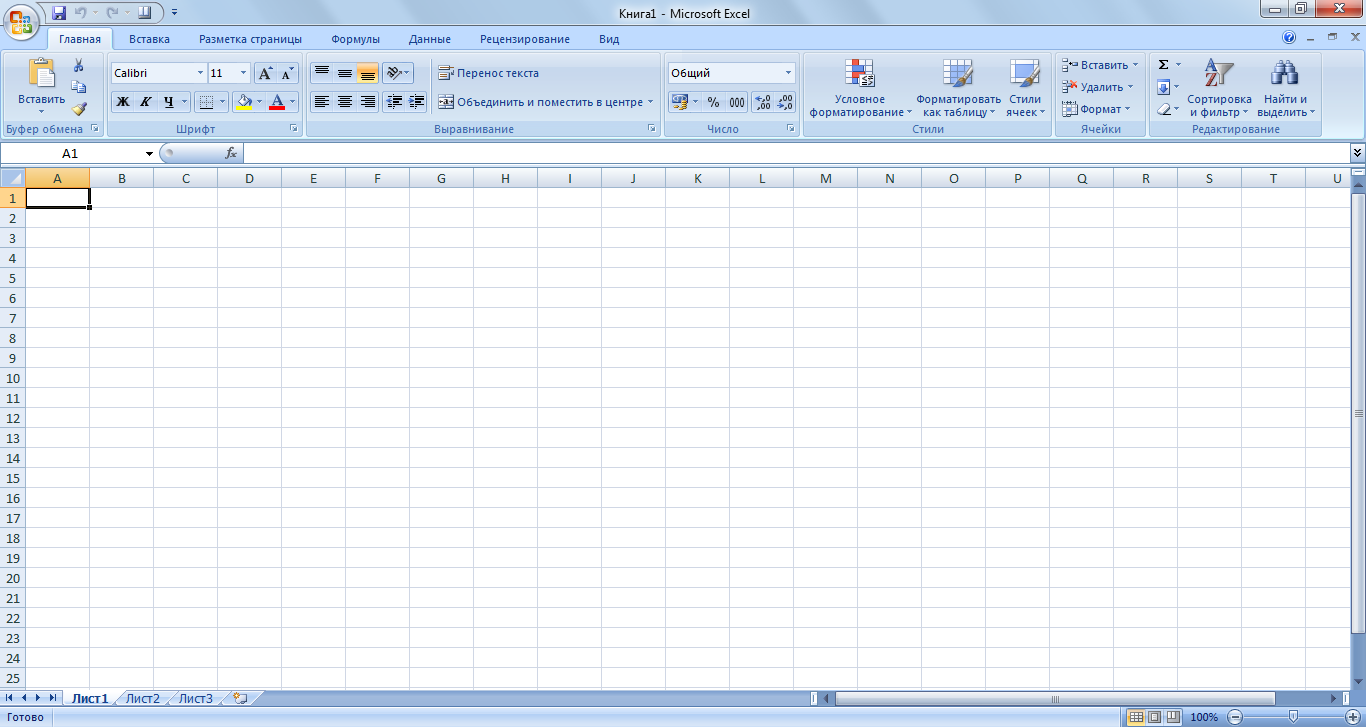 Книга1 - Microsoft Excel
Главная Вставка Разметка страницы Формулы Данные Рецензирование Вид
Вставить
Буфер обмена
Calibri 11
Ж К Ч
Шрифт
Перенос текста
Объединить и поместить в центре
Выравнивание
Общий
% 000 ,00 ,00
Число
Условное форматирование
Форматировать как таблицу
Стили ячеек
Стили
Вставить
Удалить
Формат
Ячейки
Σ
Сортировка и фильтр
Найти и выделить
Редактирование
A1 fx
A B C D E F G H I J K L M N O P Q R S T U
1
2
3
4
5
6
7
8
9
10
11
12
13
14
15
16
17
18
19
20
21
22
23
24
25
Лист1 Лист2 Лист3
Готово 100%